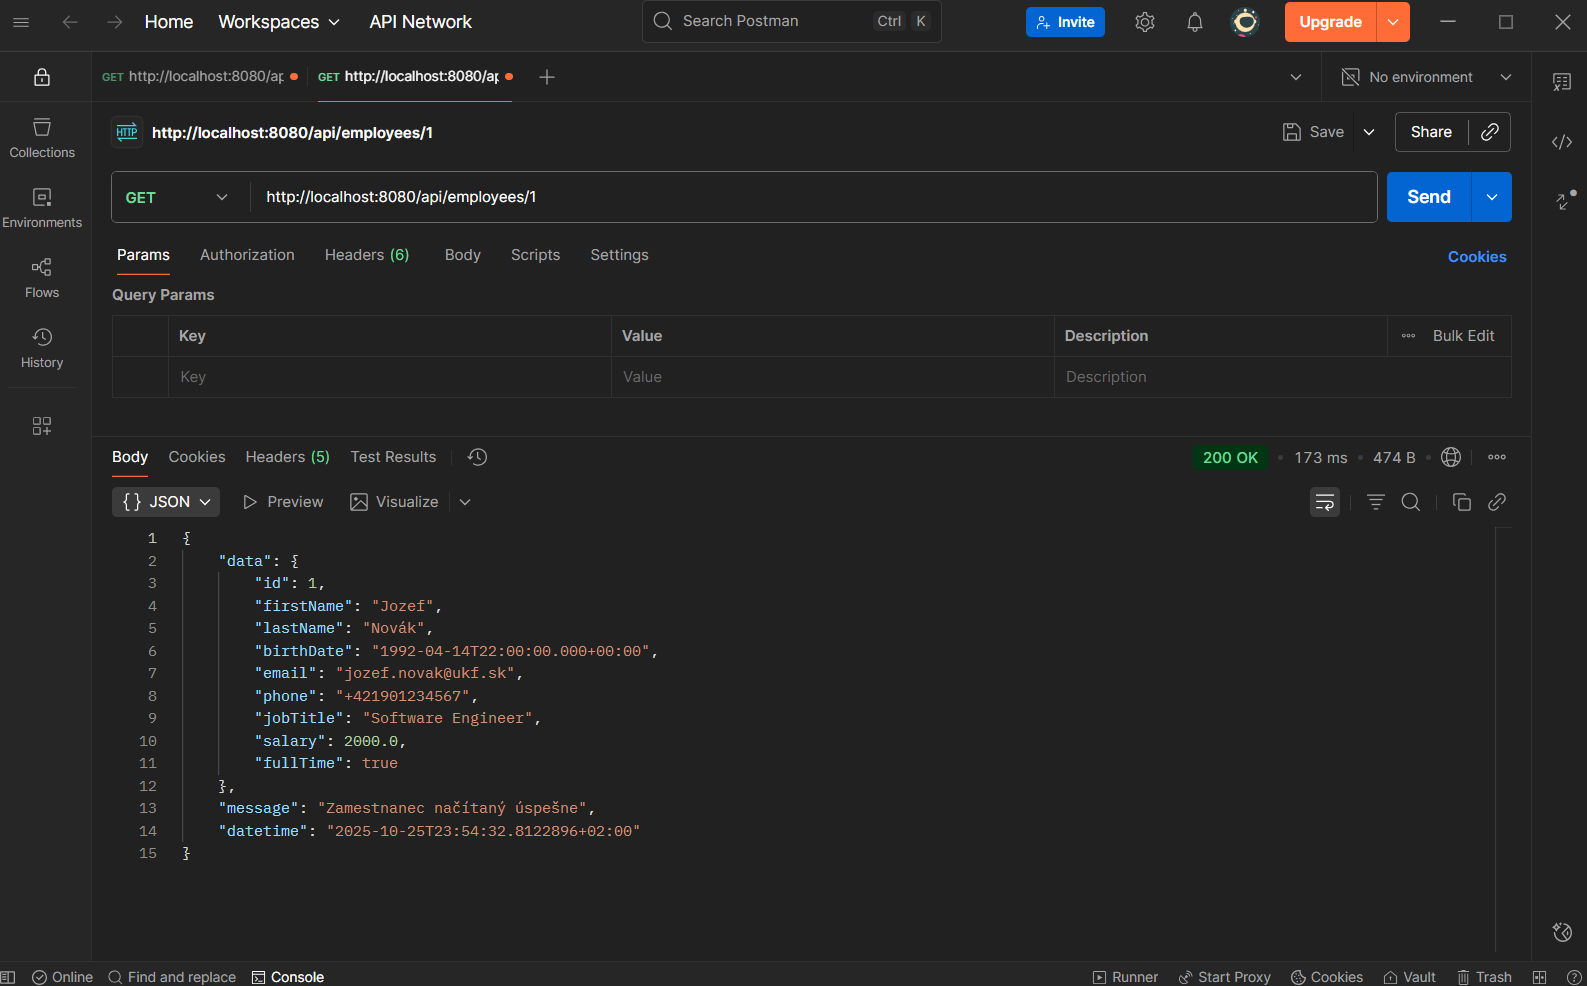 Home Workspaces API Network Search Postman Ctrl K Invite Upgrade
GET http://localhost:8080/ap GET http://localhost:8080/ap No environment
HTTP http://localhost:8080/api/employees/1 Save Share
Collections
GET http://localhost:8080/api/employees/1 Send
Environments
Params Authorization Headers (6) Body Scripts Settings Cookies
Flows
Query Params
Key Value Description Bulk Edit
History
Key Value Description
Body Cookies Headers (5) Test Results 200 OK 173 ms 474 B
{} JSON Preview Visualize
1 {
2 "data": {
3 "id": 1,
4 "firstName": "Jozef",
5 "lastName": "Novák",
6 "birthDate": "1992-04-14T22:00:00.000+00:00",
7 "email": "jozef.novak@ukf.sk",
8 "phone": "+421901234567",
9 "jobTitle": "Software Engineer",
10 "salary": 2000.0,
11 "fullTime": true
12 },
13 "message": "Zamestnanec načítaný úspešne",
14 "datetime": "2025-10-25T23:54:32.8122896+02:00"
15 }
Online Find and replace Console Runner Start Proxy Cookies Vault Trash